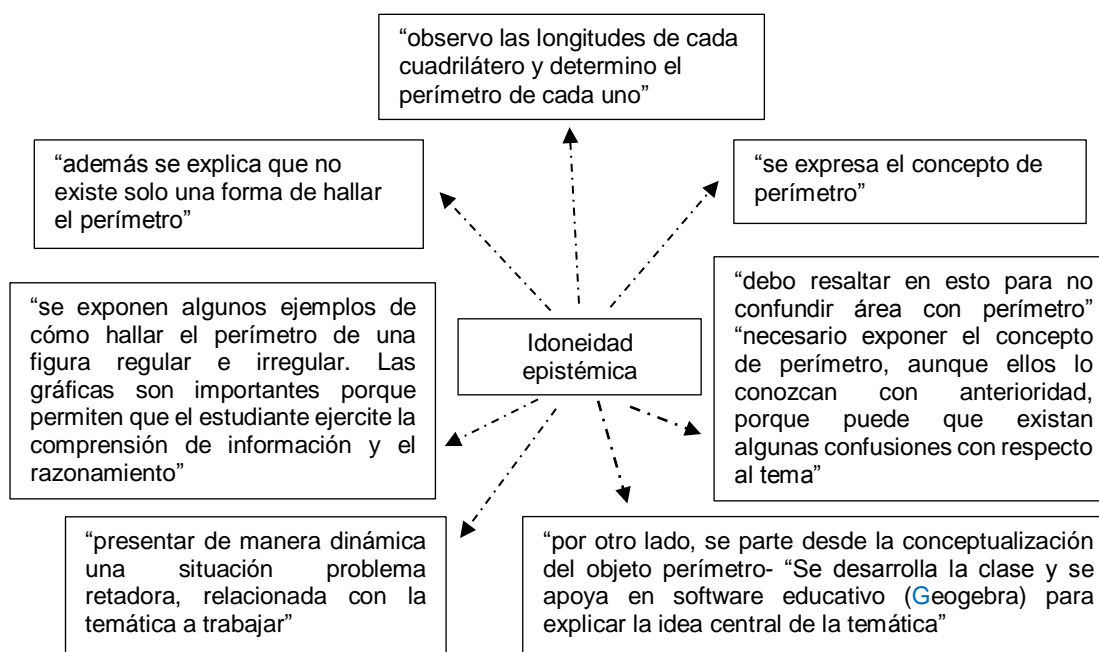 “observo las longitudes de cada
cuadrilátero y determino el
perímetro de cada uno”
“además se explica que no
existe solo una forma de hallar
el perímetro”
“se expresa el concepto de
perímetro”
“se exponen algunos ejemplos de
cómo hallar el perímetro de una
figura regular e irregular. Las
gráficas son importantes porque
permiten que el estudiante ejercite la
comprensión de información y el
razonamiento”
Idoneidad
epistémica
“debo resaltar en esto para no
confundir área con perímetro”
“necesario exponer el concepto
de perímetro, aunque ellos lo
conozcan con anterioridad,
porque puede que existan
algunas confusiones con respecto
al tema”
“presentar de manera dinámica
una situación problema
retadora, relacionada con la
temática a trabajar”
“por otro lado, se parte desde la conceptualización
del objeto perímetro- “Se desarrolla la clase y se
apoya en software educativo (Geogebra) para
explicar la idea central de la temática”